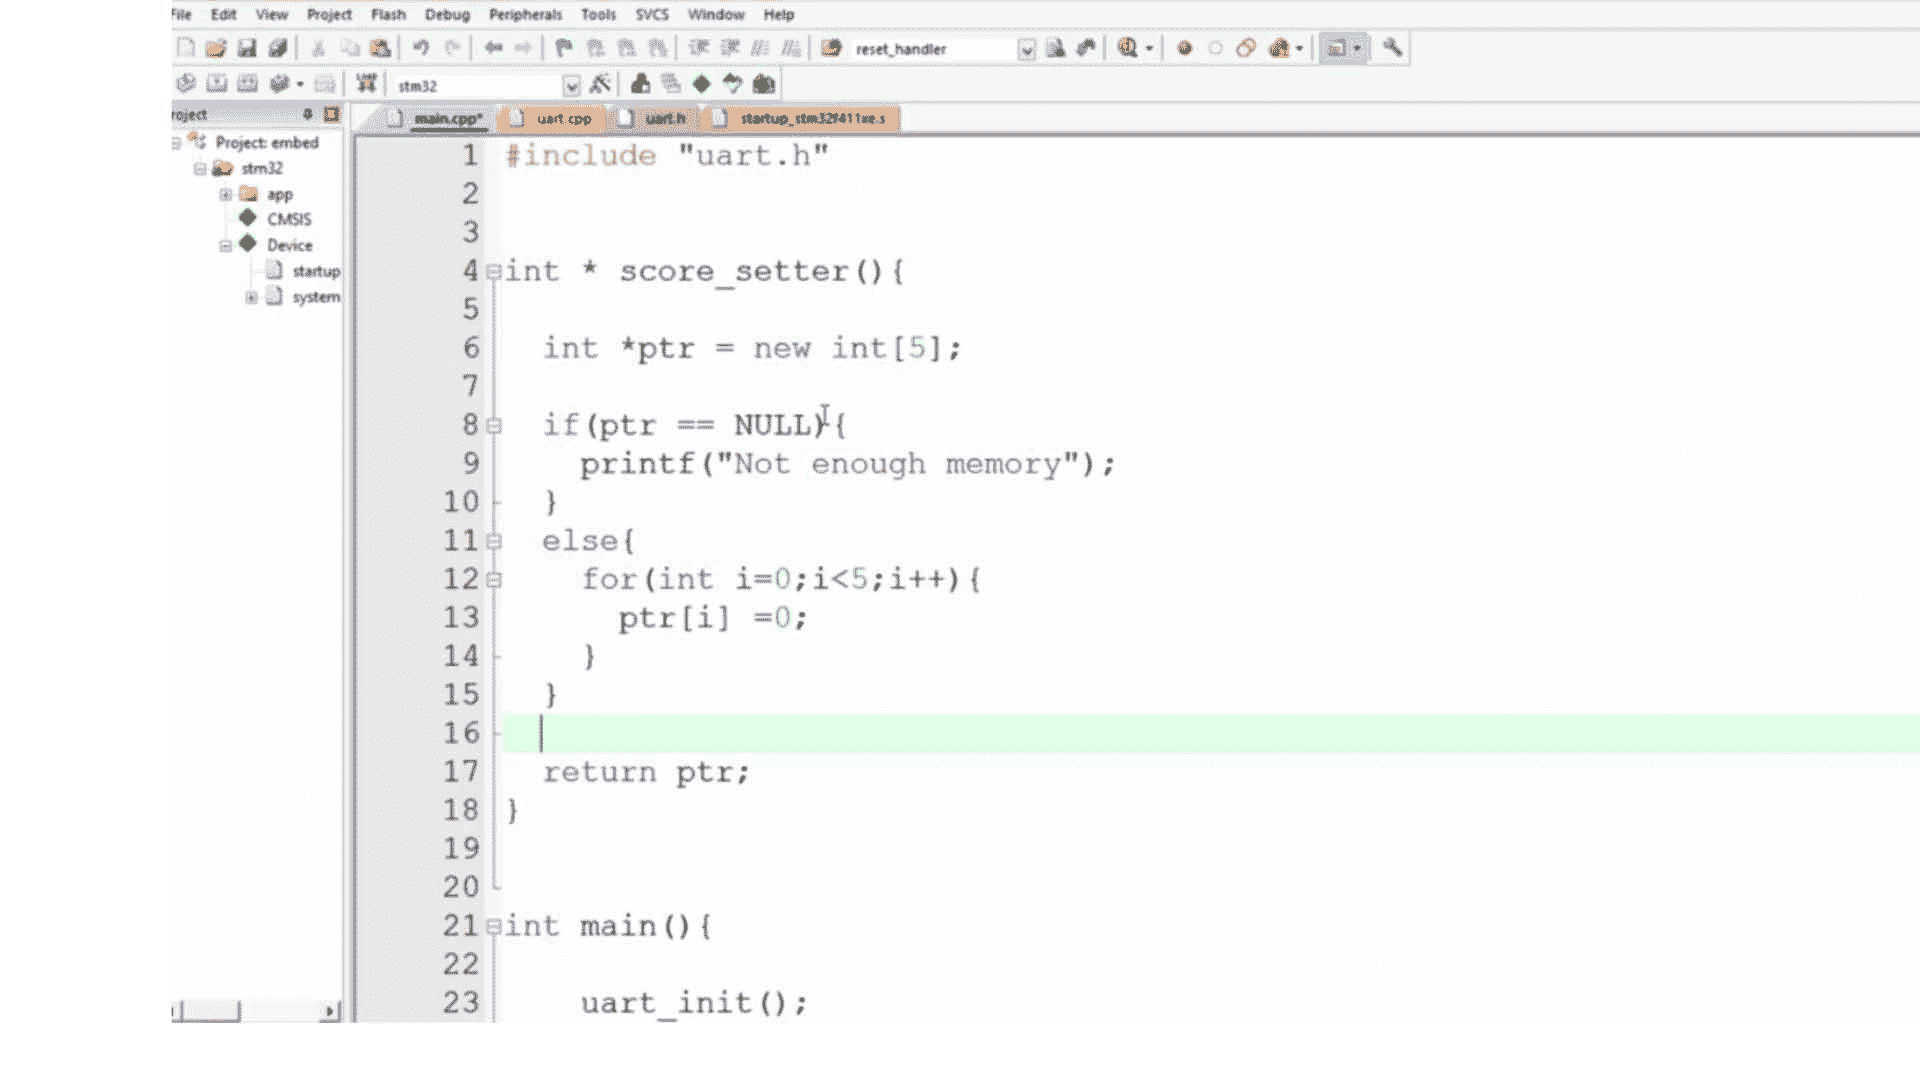 File Edit View Project Flash Debug Peripherals Tools SVCS Window Help
reset_handler
stm32
roject
main.cpp* uart.cpp uart.h startup_stm32f411xe.s
Project: embed
stm32
app
CMSIS
Device
startup
system
1 #include "uart.h"
2
3
4 int * score_setter(){
5
6 int *ptr = new int[5];
7
8 if(ptr == NULL){
9 printf("Not enough memory");
10 }
11 else{
12 for(int i=0;i<5;i++){
13 ptr[i] =0;
14 }
15 }
16
17 return ptr;
18 }
19
20
21 int main(){
22
23 uart_init();